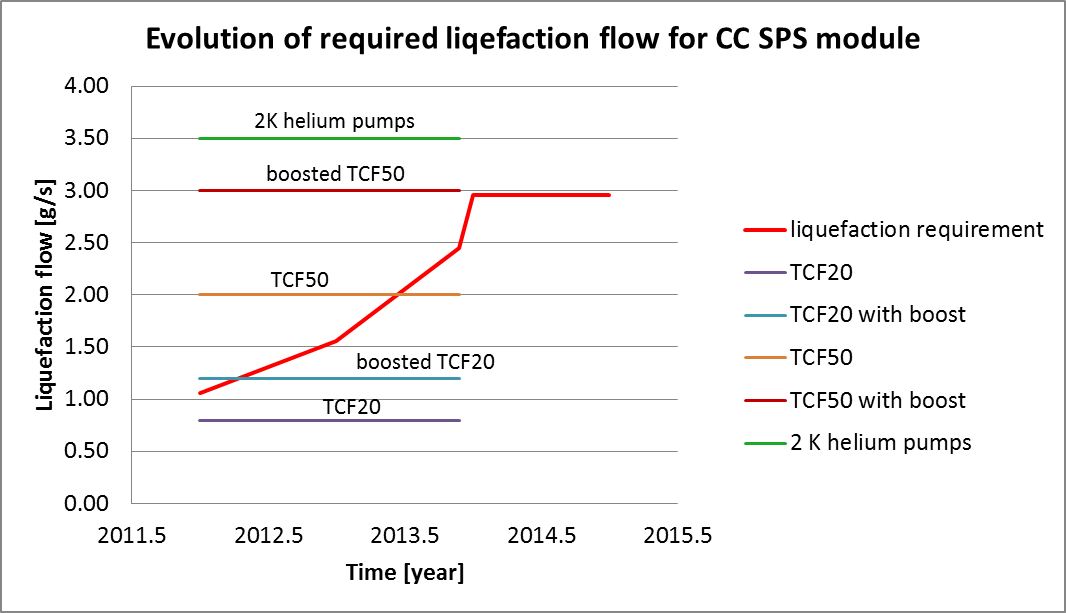 Evolution of required liqefaction flow for CC SPS module
4.00
3.50
3.00
2.50
2.00
1.50
1.00
0.50
0.00
Liquefaction flow [g/s]
2K helium pumps
boosted TCF50
TCF50
boosted TCF20
TCF20
2011.5
2012.5
2013.5
2014.5
2015.5
Time [year]
liquefaction requirement
TCF20
TCF20 with boost
TCF50
TCF50 with boost
2 K helium pumps